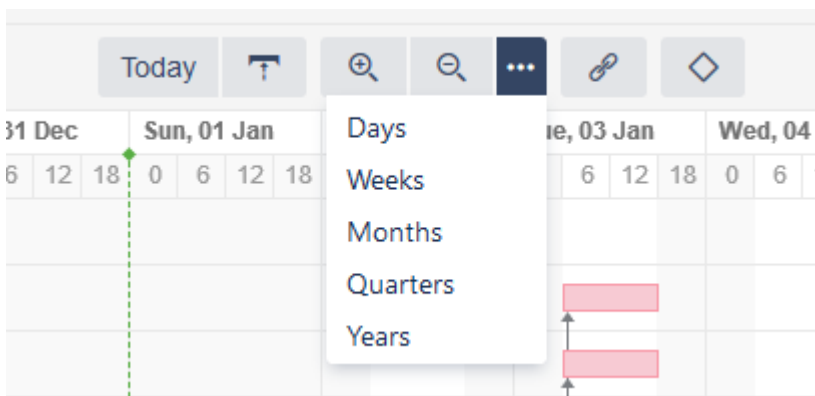 Today
31 Dec Sun, 01 Jan Days ue, 03 Jan Wed, 04
6 12 18 0 6 12 18 Weeks 6 12 18 0 6
Months
Quarters
Years